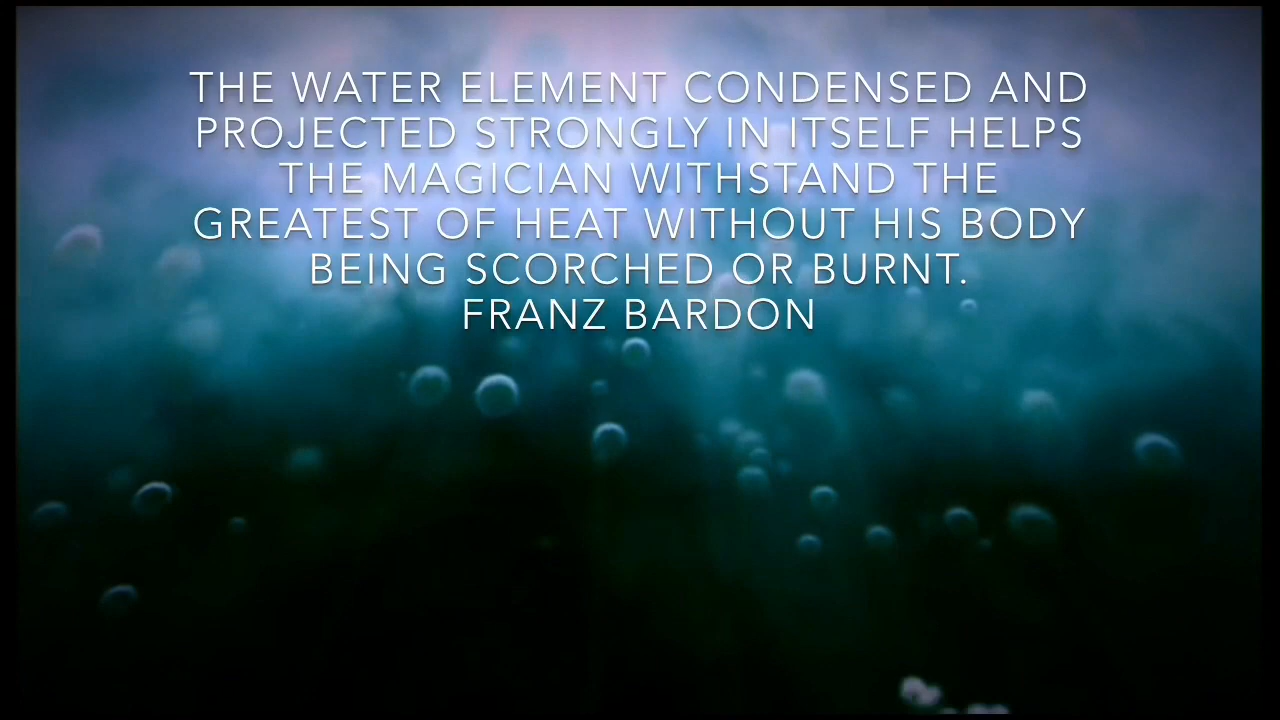 THE WATER ELEMENT CONDENSED AND
PROJECTED STRONGLY IN ITSELF HELPS
THE MAGICIAN WITHSTAND THE
GREATEST OF HEAT WITHOUT HIS BODY
BEING SCORCHED OR BURNT.
FRANZ BARDON